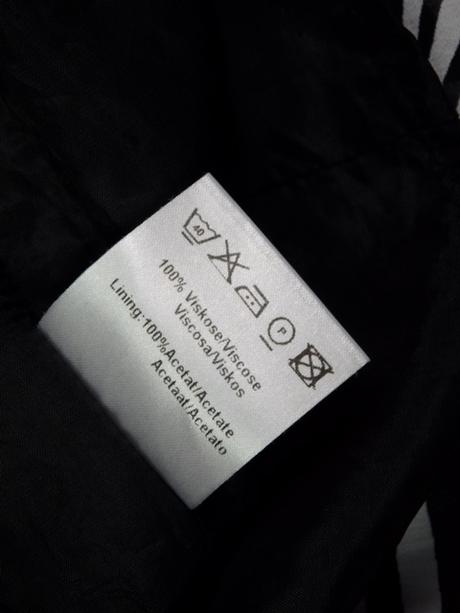 40
P
100% Viskose/Viscose
Viscosa/Viskos
Lining:100%Acetat/Acetate
Acetaat/Acetato